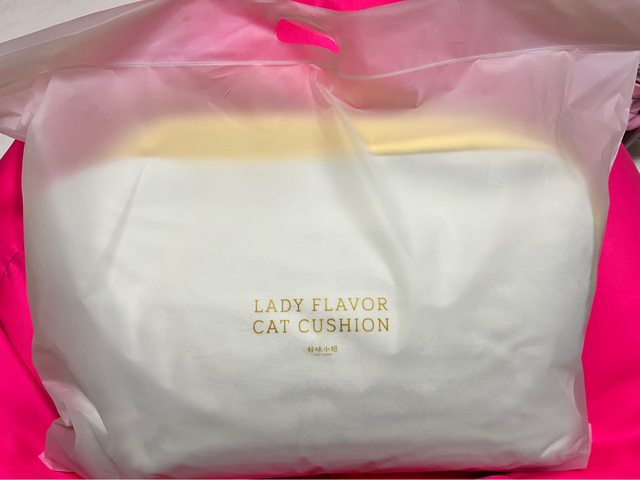 LADY FLAVOR
CAT CUSHION
好味小姐